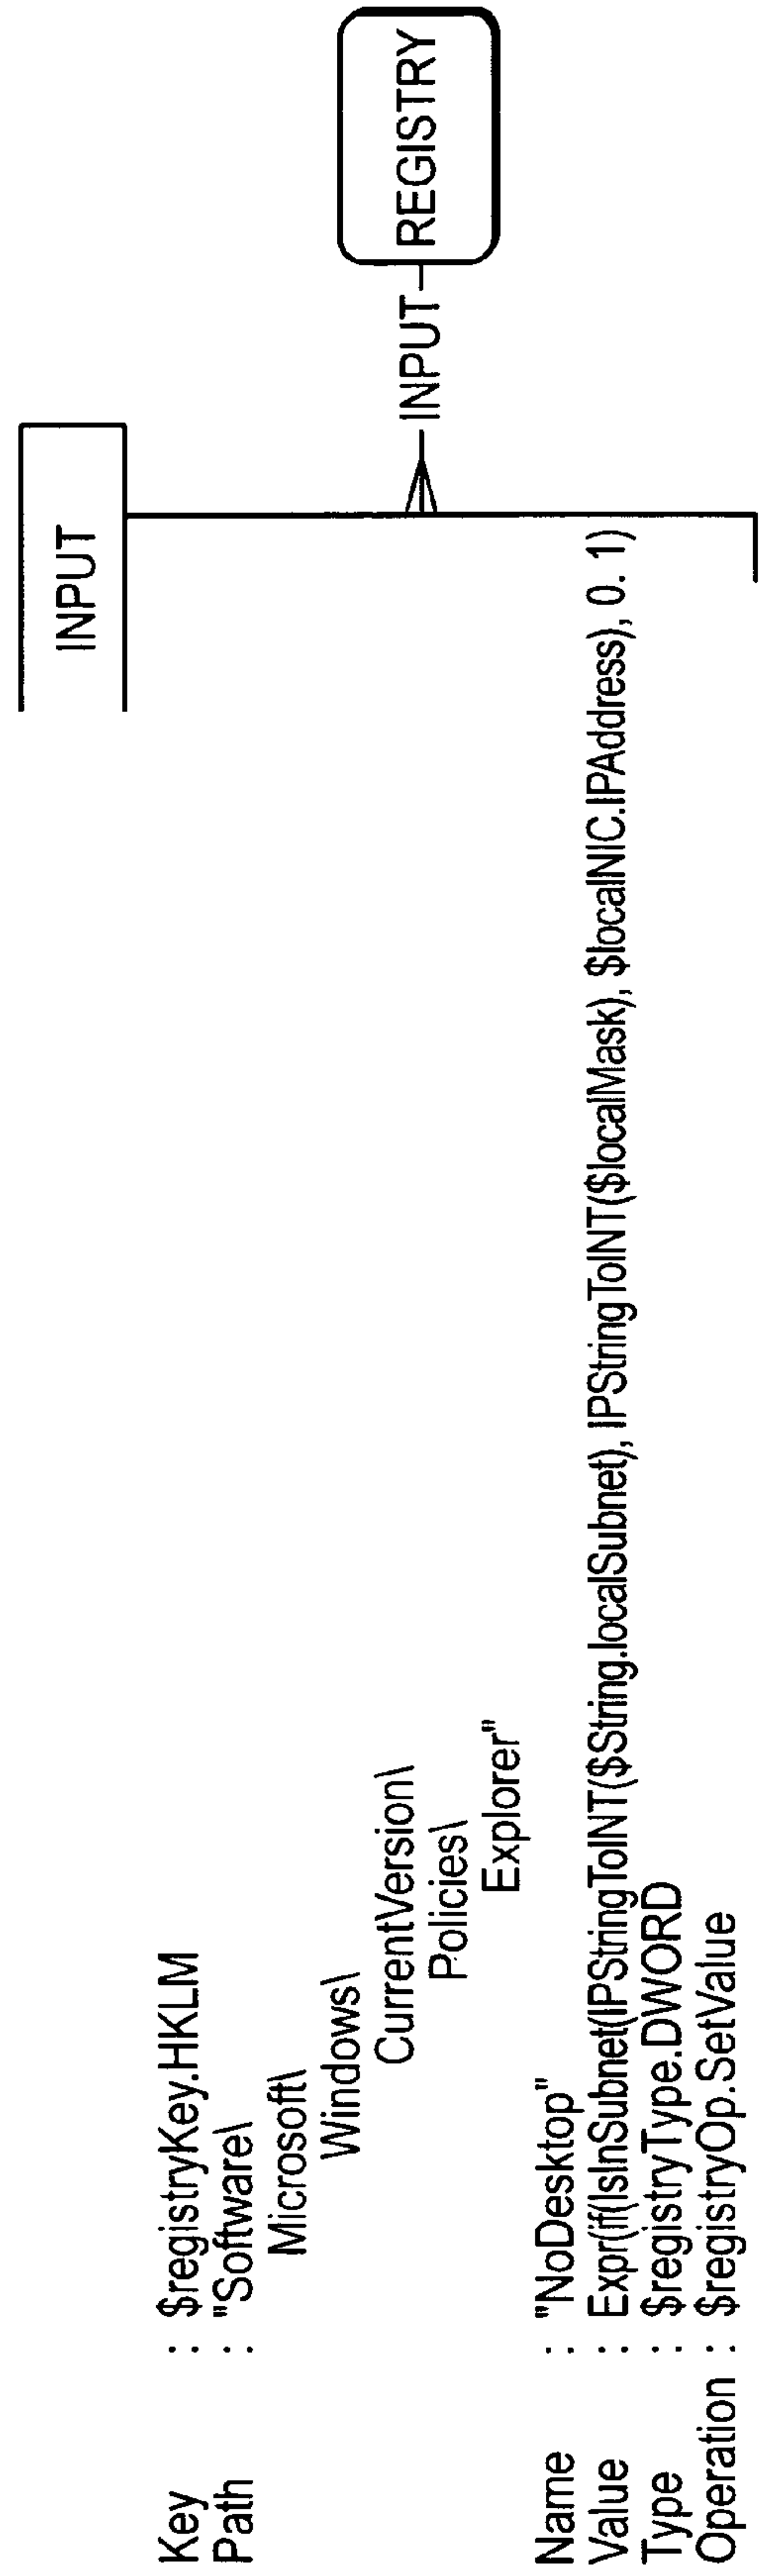 INPUT
Key : $registryKey.HKLM
Path : "Software\
Microsoft\
Windows\
CurrentVersion\
Policies\
Explorer"
Name : "NoDesktop"
Value : Expr(if(IsInSubnet(IPStringToINT($String.localSubnet), IPStringToINT($localMask), $localNIC.IPAddress), 0. 1)
Type : $registryType.DWORD
Operation : $registryOp.SetValue
INPUT
REGISTRY